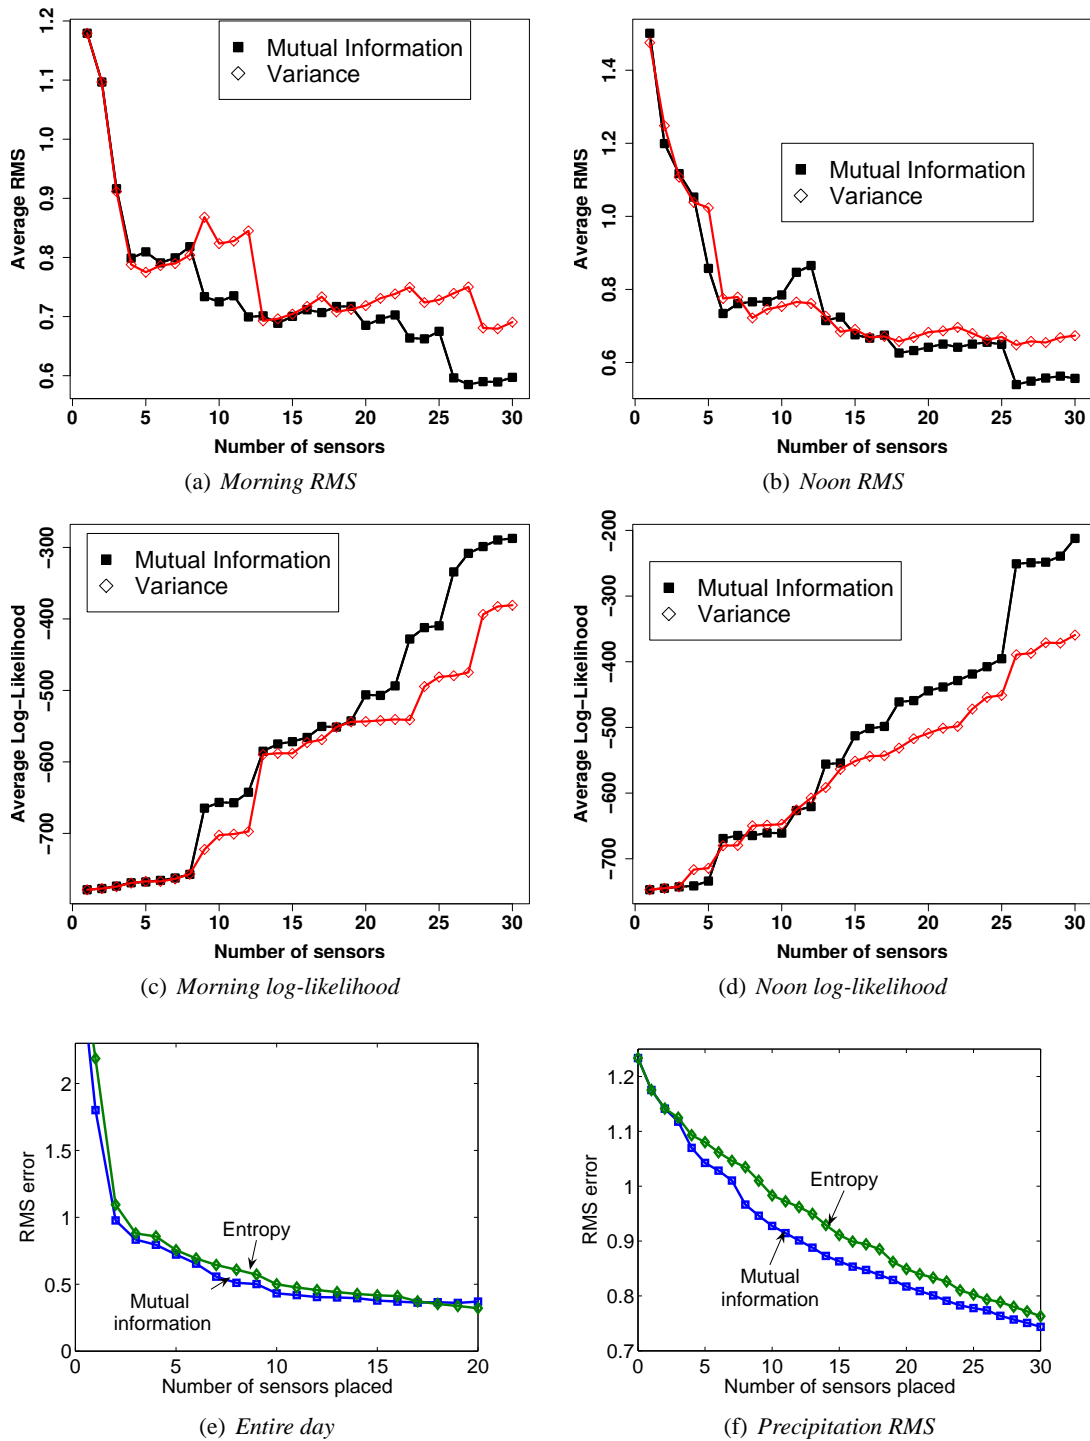 1.2
1.1
1.0
0.9
0.8
0.7
0.6
Average RMS
Mutual Information
Variance
0 5 10 15 20 25 30
Number of sensors
(a) Morning RMS
1.4
1.2
1.0
0.8
0.6
Average RMS
Mutual Information
Variance
0 5 10 15 20 25 30
Number of sensors
(b) Noon RMS
−300
−400
−500
−600
−700
Average Log−Likelihood
Mutual Information
Variance
0 5 10 15 20 25 30
Number of sensors
(c) Morning log-likelihood
−200
−300
−400
−500
−600
−700
Average Log−Likelihood
Mutual Information
Variance
0 5 10 15 20 25 30
Number of sensors
(d) Noon log-likelihood
2
1.5
1
0.5
0
RMS error
Entropy
Mutual
information
0 5 10 15 20
Number of sensors placed
(e) Entire day
1.2
1.1
1
0.9
0.8
0.7
RMS error
Entropy
Mutual
information
0 5 10 15 20 25 30
Number of sensors placed
(f) Precipitation RMS